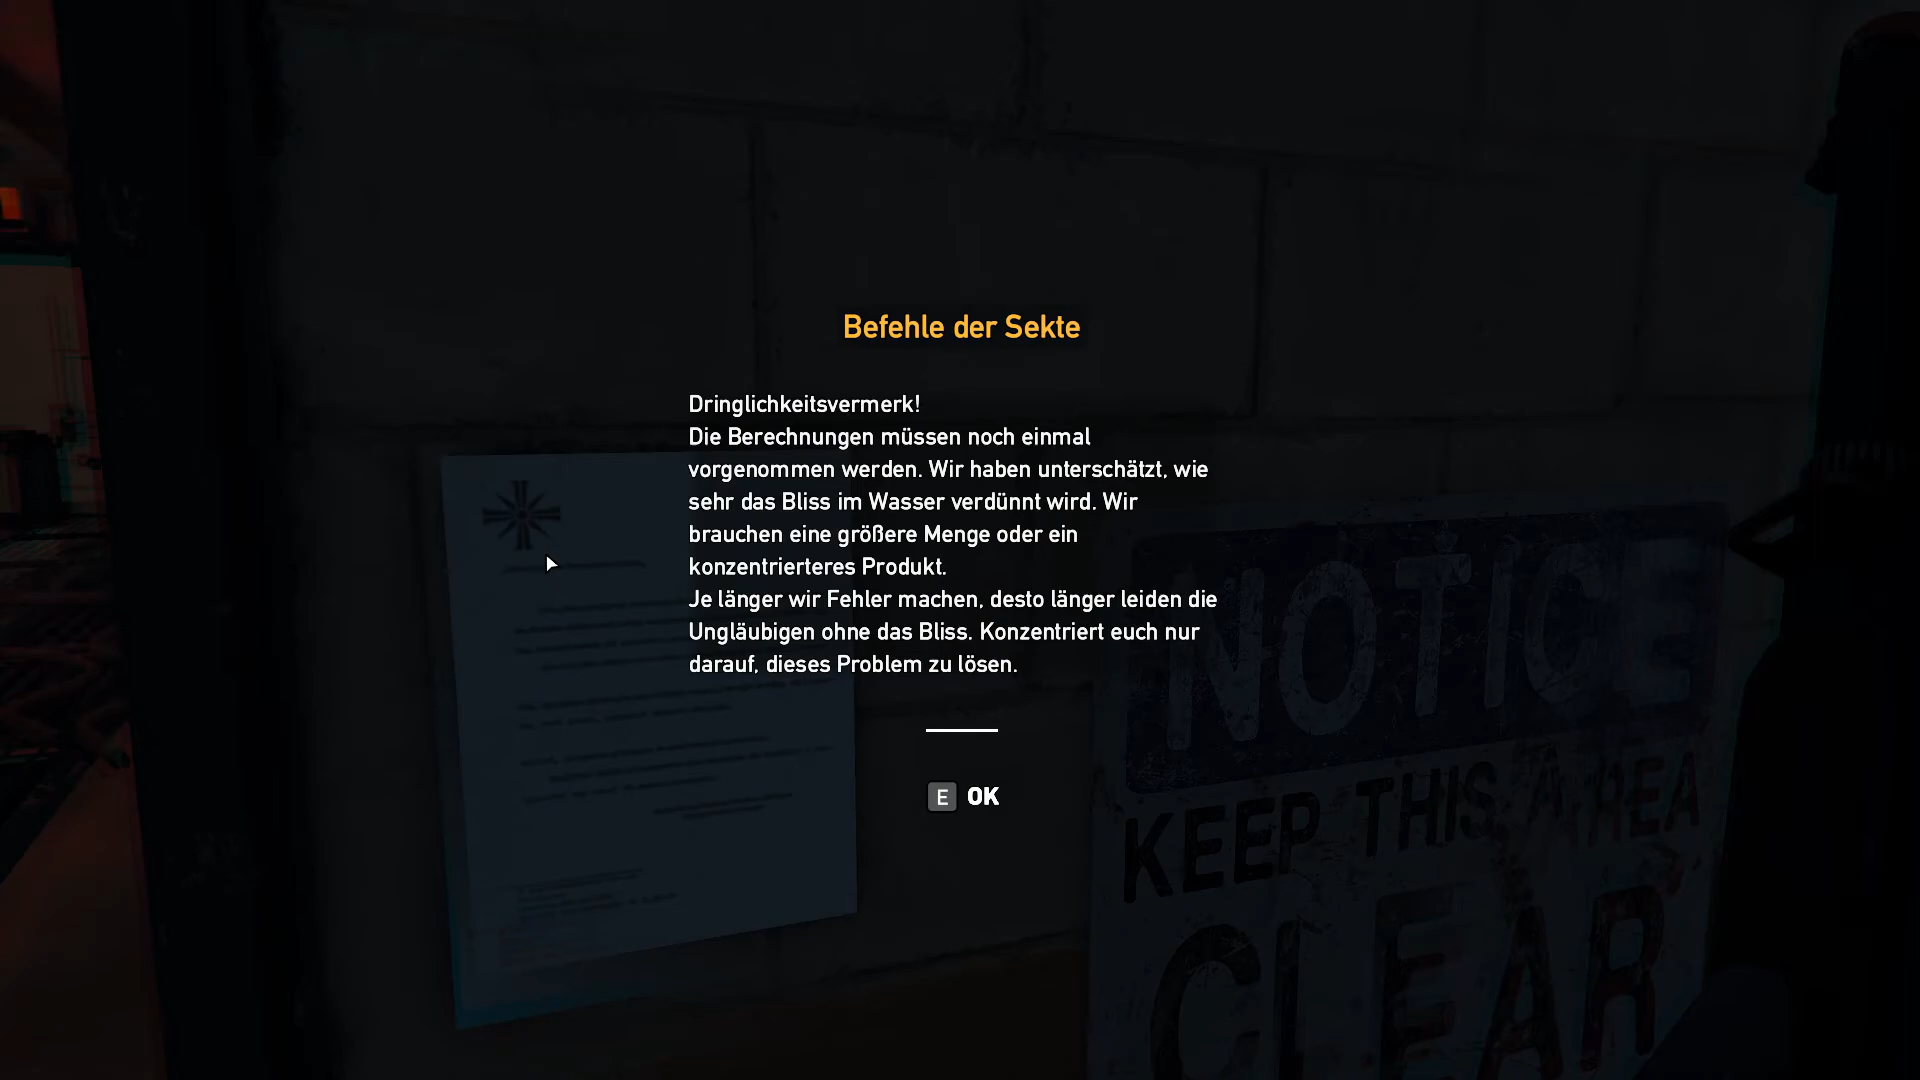 Befehle der Sekte
Dringlichkeitsvermerk!
Die Berechnungen müssen noch einmal
vorgenommen werden. Wir haben unterschätzt, wie
sehr das Bliss im Wasser verdünnt wird. Wir
brauchen eine größere Menge oder ein
konzentrierteres Produkt.
Je länger wir Fehler machen, desto länger leiden die
Ungläubigen ohne das Bliss. Konzentriert euch nur
darauf, dieses Problem zu lösen.
E OK
NOTICE
KEEP THIS AREA
CLEAR